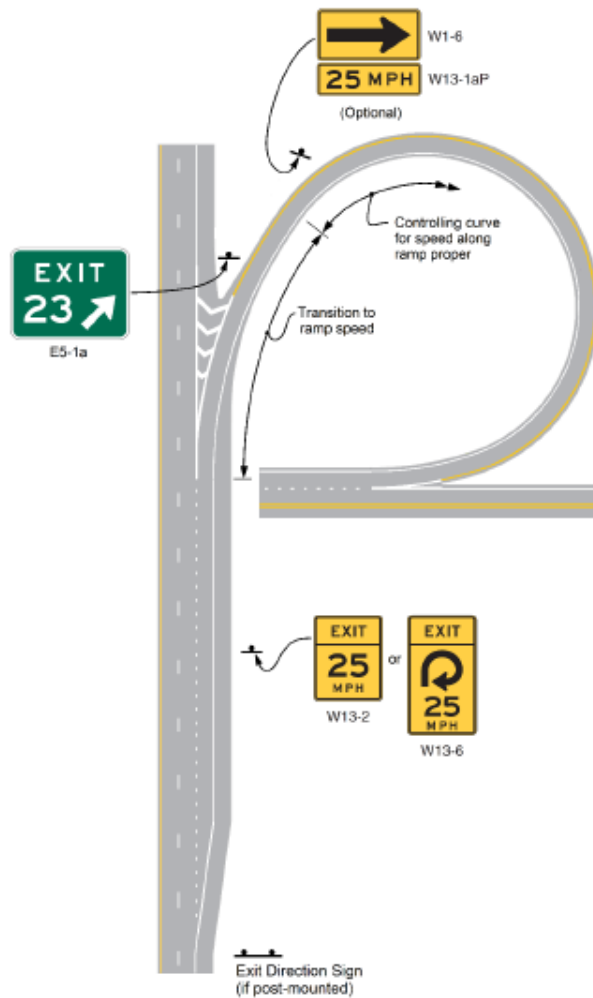 W1-6
25 MPH
W13-1aP
(Optional)
Controlling curve
for speed along
ramp proper
EXIT
23
E5-1a
Transition to
ramp speed
EXIT
25
MPH
W13-2
or
EXIT
25
MPH
W13-6
Exit Direction Sign
(if post-mounted)